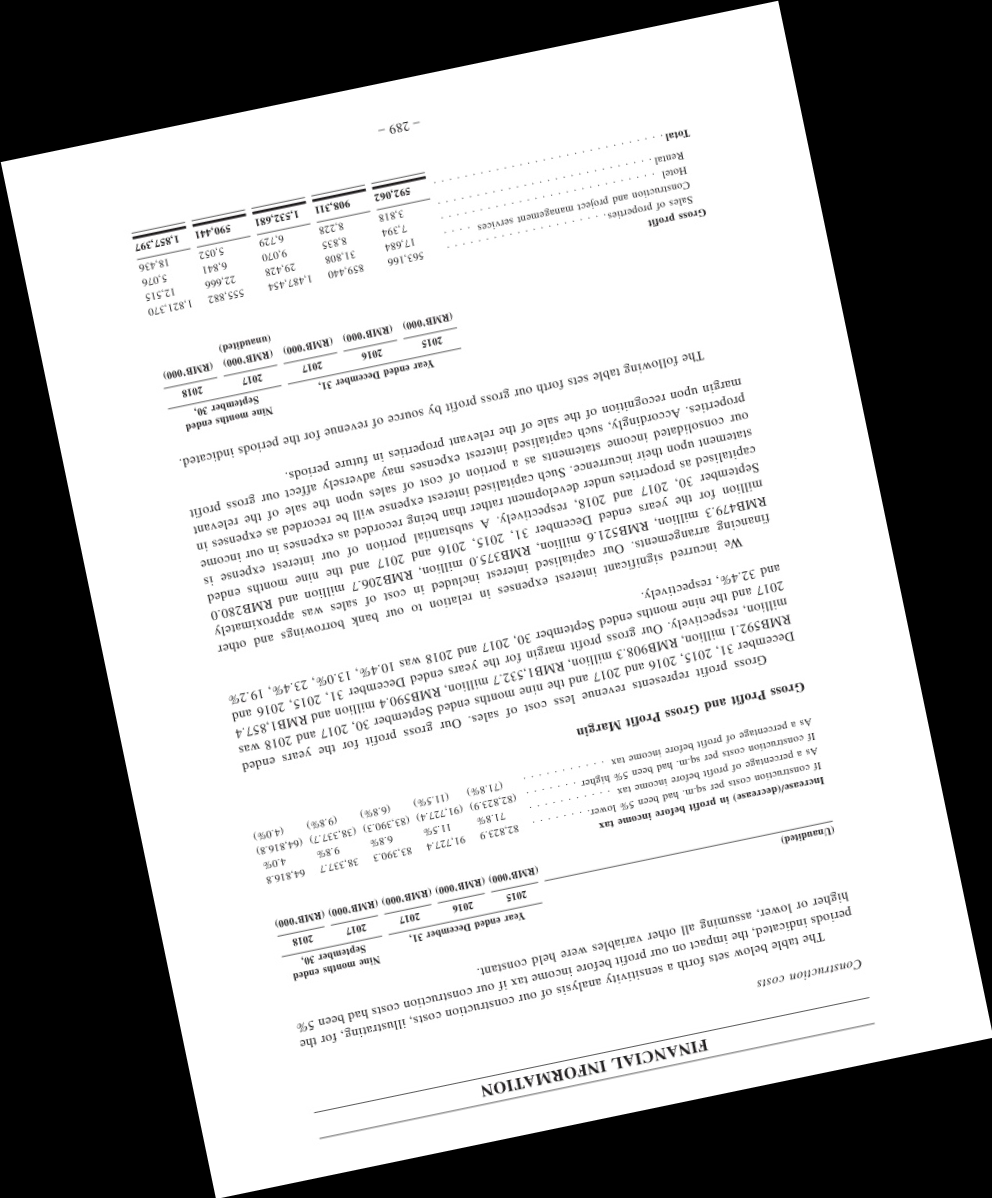 FINANCIAL INFORMATION
Construction costs
The table below sets forth a sensitivity analysis of our construction costs, illustrating, for the
periods indicated, the impact on our profit before income tax if our construction costs had been 5%
higher or lower, assuming all other variables were held constant.
Year ended December 31, Nine months ended September 30,
2015 2016 2017 2017 2018
(RMB'000) (RMB'000) (RMB'000) (RMB'000) (RMB'000)
(Unaudited)
Increase/(decrease) in profit before income tax
If construction costs per sq.m. had been 5% lower. . . . . . . . 82,823.9 91,727.4 83,390.3 38,337.7 64,816.8
As a percentage of profit before income tax . . . . . . . . . . . 71.8% 11.5% 6.8% 9.8% 4.0%
If construction costs per sq.m. had been 5% higher . . . . . . . (82,823.9) (91,727.4) (83,390.3) (38,337.7) (64,816.8)
As a percentage of profit before income tax . . . . . . . . . . . (71.8%) (11.5%) (6.8%) (9.8%) (4.0%)
Gross Profit and Gross Profit Margin
Gross profit represents revenue less cost of sales. Our gross profit for the years ended
December 31, 2015, 2016 and 2017 and the nine months ended September 30, 2017 and 2018 was
RMB592.1 million, RMB908.3 million, RMB1,532.7 million, RMB590.4 million and RMB1,857.4
million, respectively. Our gross profit margin for the years ended December 31, 2015, 2016 and
2017 and the nine months ended September 30, 2017 and 2018 was 10.4%, 13.0%, 23.4%, 19.2%
and 32.4%, respectively.
We incurred significant interest expenses in relation to our bank borrowings and other
financing arrangements. Our capitalised interest included in cost of sales was approximately
RMB479.3 million, RMB521.6 million, RMB375.0 million, RMB206.7 million and RMB280.0
million for the years ended December 31, 2015, 2016 and 2017 and the nine months ended
September 30, 2017 and 2018, respectively. A substantial portion of our interest expense is
capitalised as properties under development rather than being recorded as expenses in our income
statement upon their incurrence. Such capitalised interest expense will be recorded as expenses in
our consolidated income statements as a portion of cost of sales upon the sale of the relevant
properties. Accordingly, such capitalised interest expenses may adversely affect our gross profit
margin upon recognition of the sale of the relevant properties in future periods.
The following table sets forth our gross profit by source of revenue for the periods indicated.
Year ended December 31, Nine months ended September 30,
2015 2016 2017 2017 2018
(RMB'000) (RMB'000) (RMB'000) (RMB'000) (RMB'000)
(unaudited)
Gross profit
Sales of properties. . . . . . . . . . . . . . . . . . 563,166 859,440 1,487,454 555,882 1,821,370
Construction and project management services . . . . 17,684 31,808 29,428 22,666 12,515
Hotel . . . . . . . . . . . . . . . . . . . . . . . . . 7,394 8,835 9,070 6,841 5,076
Rental . . . . . . . . . . . . . . . . . . . . . . . . . 3,818 8,228 6,729 5,052 18,436
Total . . . . . . . . . . . . . . . . . . . . . . . . . . 592,062 908,311 1,532,681 590,441 1,857,397
– 289 –